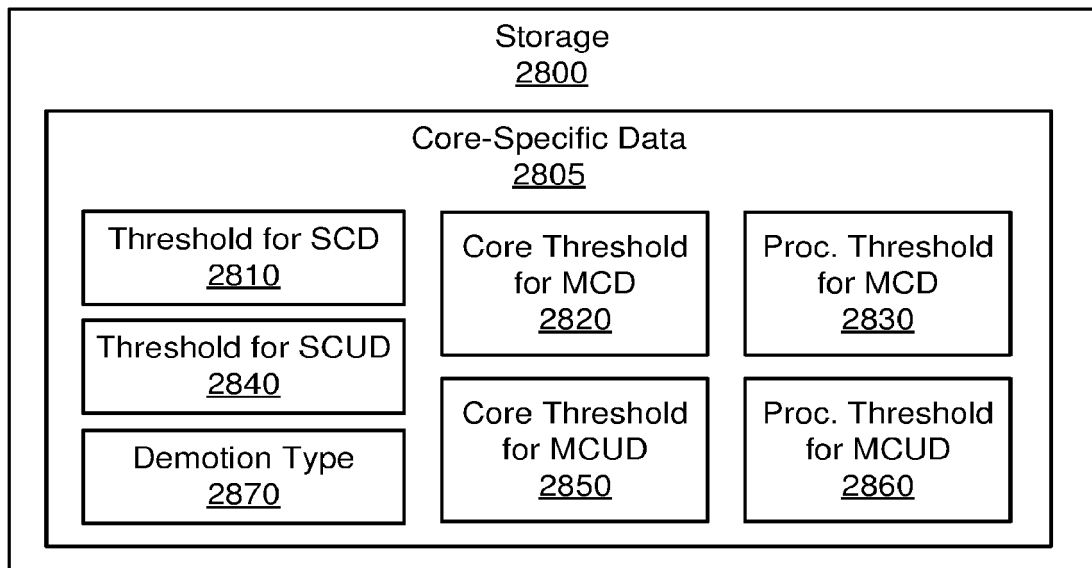 Storage
2800
Core-Specific Data
2805
Threshold for SCD
2810
Threshold for SCUD
2840
Demotion Type
2870
Core Threshold
for MCD
2820
Core Threshold
for MCUD
2850
Proc. Threshold
for MCD
2830
Proc. Threshold
for MCUD
2860